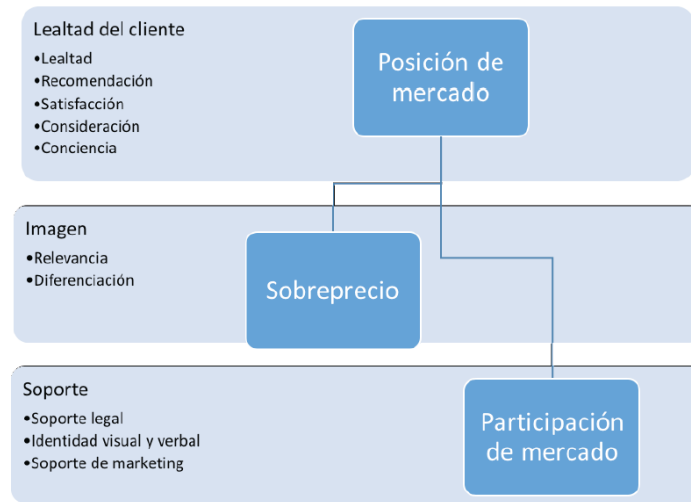 Lealtad del cliente
•Lealtad
•Recomendación
•Satisfacción
•Consideración
•Conciencia
Posición de
mercado
Imagen
•Relevancia
•Diferenciación
Sobreprecio
Soporte
•Soporte legal
•Identidad visual y verbal
•Soporte de marketing
Participación
de mercado